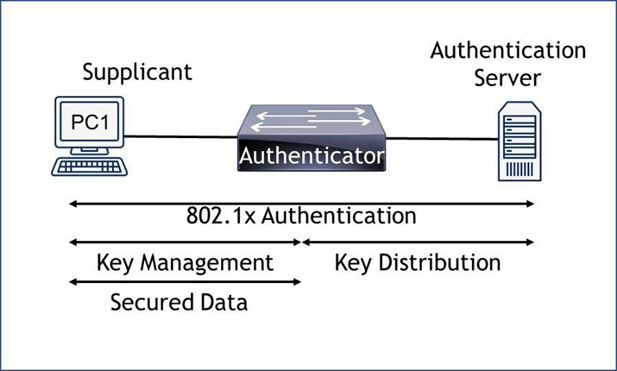 Supplicant
Authentication
Server
PC1
Authenticator
802.1x Authentication
Key Management
Key Distribution
Secured Data